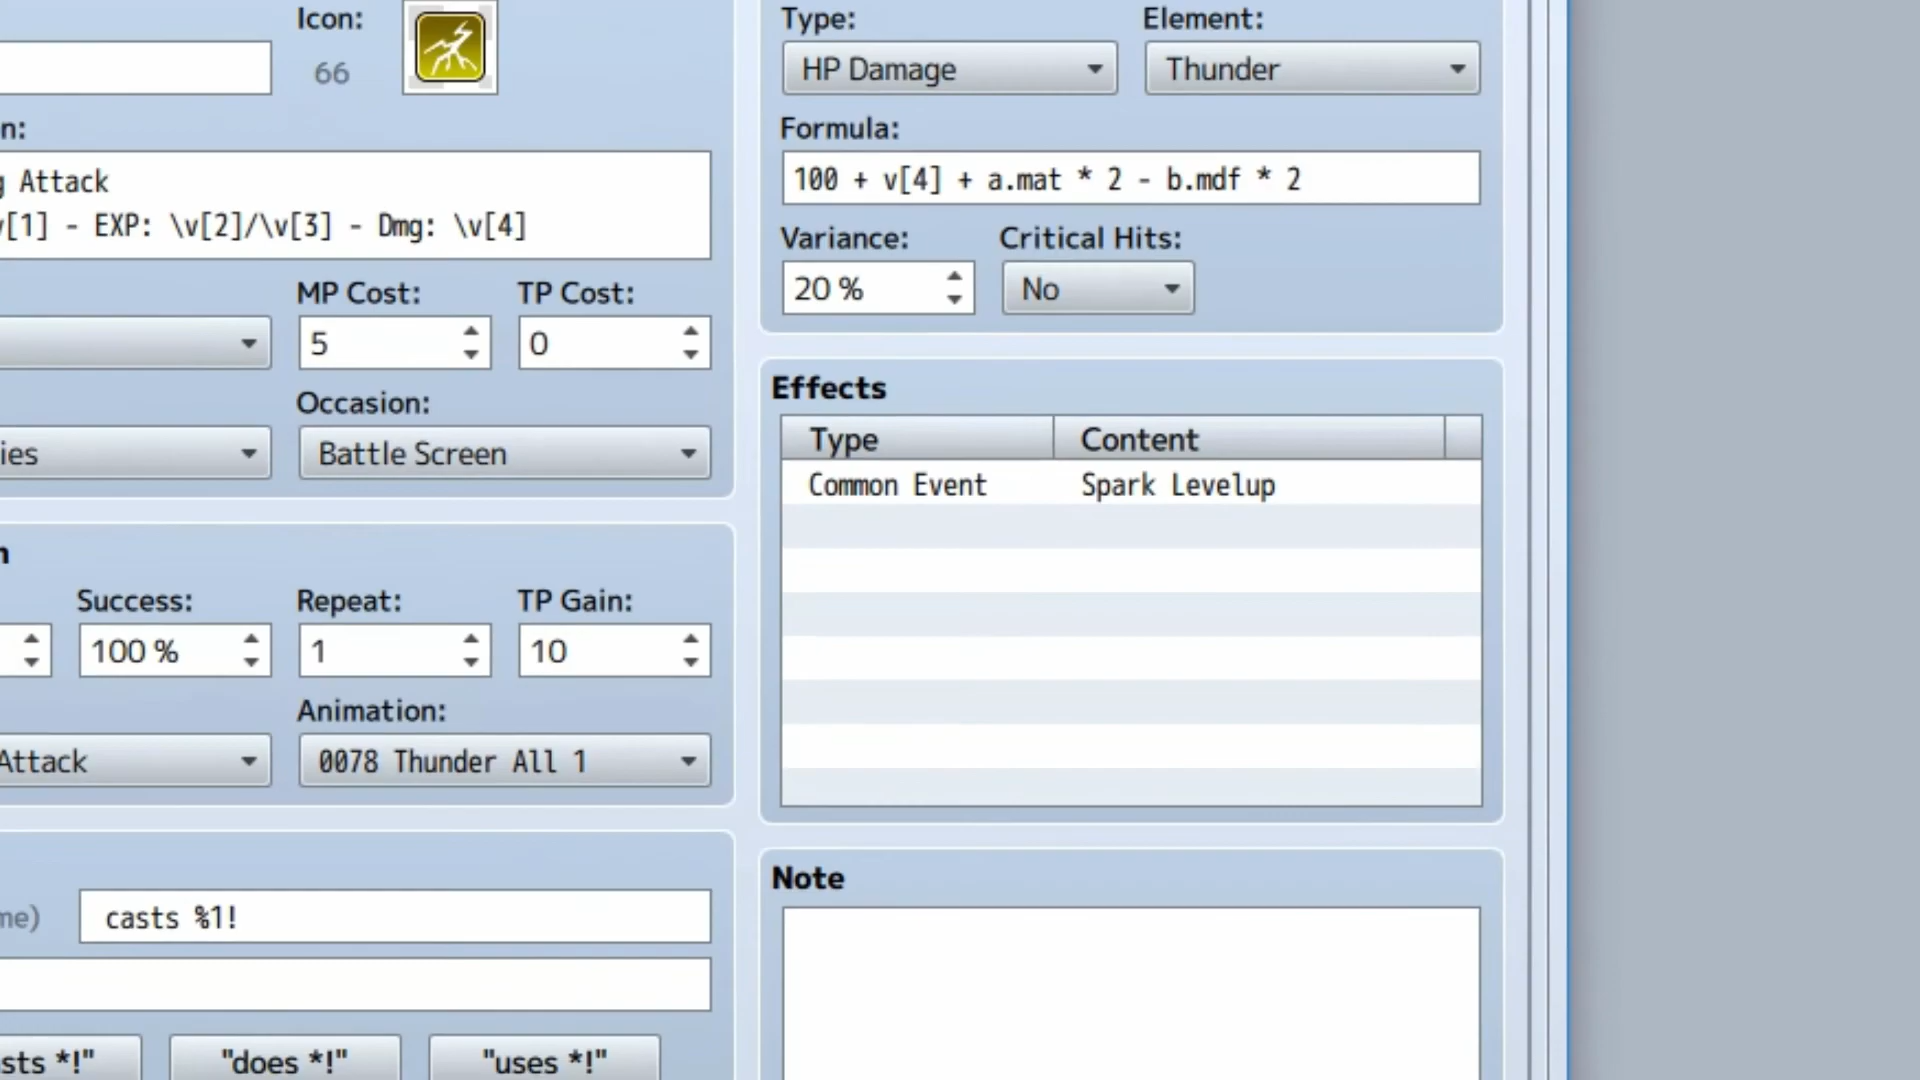 Icon:
66
n:
g Attack
v[1] - EXP: \v[2]/\v[3] - Dmg: \v[4]
MP Cost:
TP Cost:
5
0
Occasion:
ies
Battle Screen
n
Success:
Repeat:
TP Gain:
100 %
1
10
Animation:
Attack
0078 Thunder All 1
me)
casts %1!
sts *!"
"does *!"
"uses *!"
Type:
Element:
HP Damage
Thunder
Formula:
100 + v[4] + a.mat * 2 - b.mdf * 2
Variance:
Critical Hits:
20 %
No
Effects
Type
Content
Common Event
Spark Levelup
Note